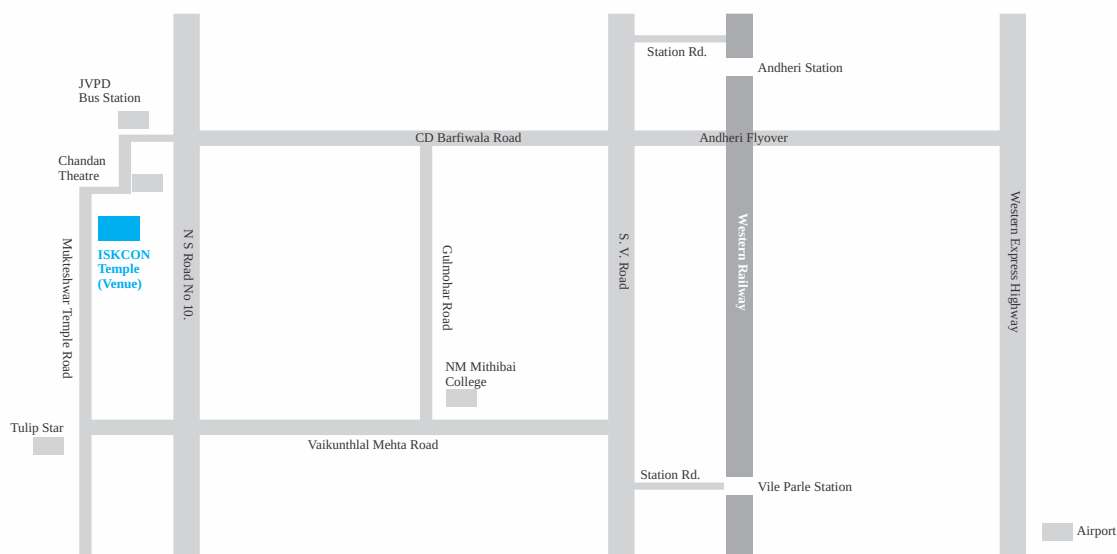 Station Rd.
Andheri Station
JVPD
Bus Station
CD Barfiwala Road
Andheri Flyover
Chandan
Theatre
ISKCON
Temple
(Venue)
Mukteshwar Temple Road
N S Road No 10.
Gulmohar Road
S. V. Road
Western Railway
Western Express Highway
NM Mithibai
College
Tulip Star
Vaikunthlal Mehta Road
Station Rd.
Vile Parle Station
Airport